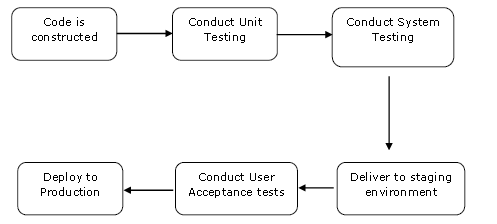 Code is
constructed
Conduct Unit
Testing
Conduct System
Testing
Deliver to staging
environment
Conduct User
Acceptance tests
Deploy to
Production